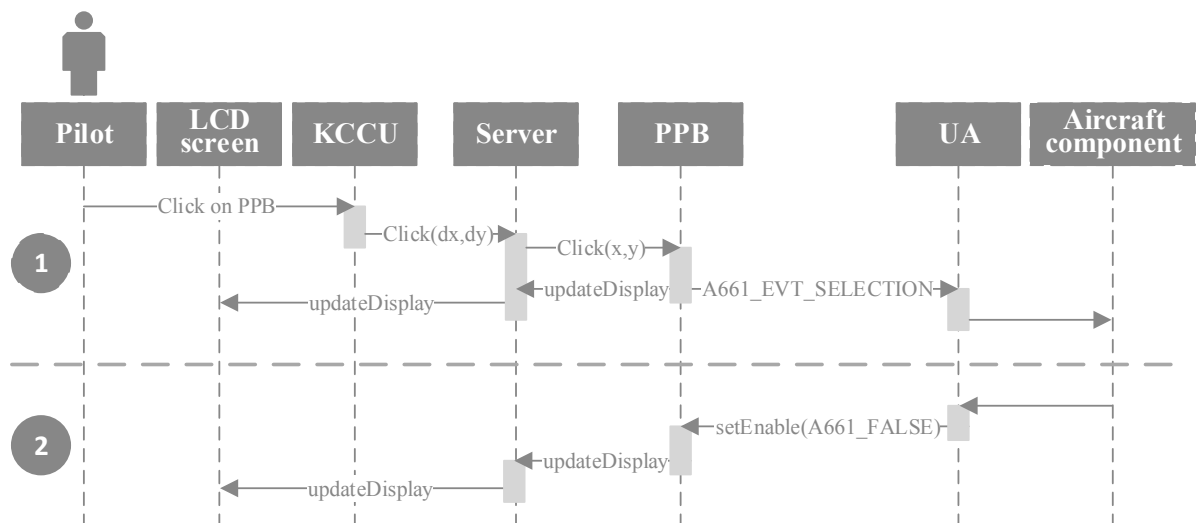 Pilot
LCD
screen
KCCU
Server
PPB
UA
Aircraft
component
Click on PPB
1
Click(dx,dy)
Click(x,y)
updateDisplay
A661_EVT_SELECTION
updateDisplay
2
setEnable(A661_FALSE)
updateDisplay
updateDisplay